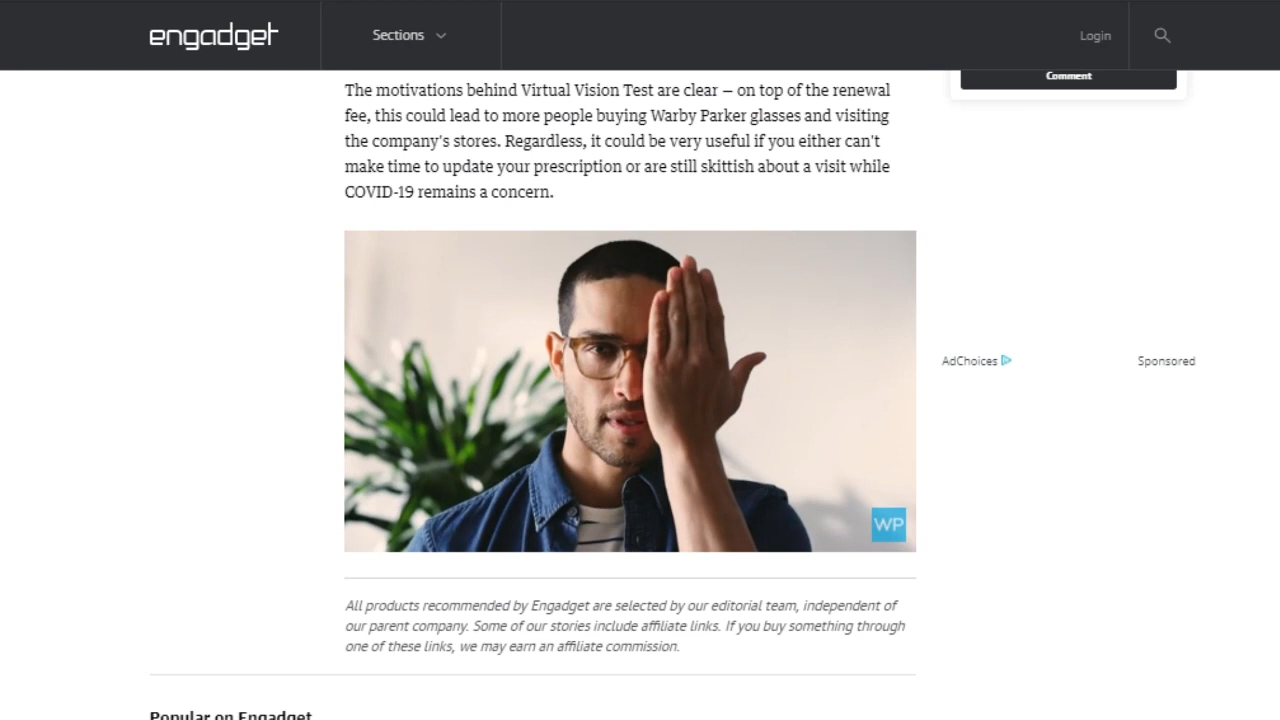 engadget
Sections
Login
Comment
The motivations behind Virtual Vision Test are clear – on top of the renewal
fee, this could lead to more people buying Warby Parker glasses and visiting
the company's stores. Regardless, it could be very useful if you either can't
make time to update your prescription or are still skittish about a visit while
COVID-19 remains a concern.
AdChoices
Sponsored
WP
All products recommended by Engadget are selected by our editorial team, independent of
our parent company. Some of our stories include affiliate links. If you buy something through
one of these links, we may earn an affiliate commission.
Popular on Engadget